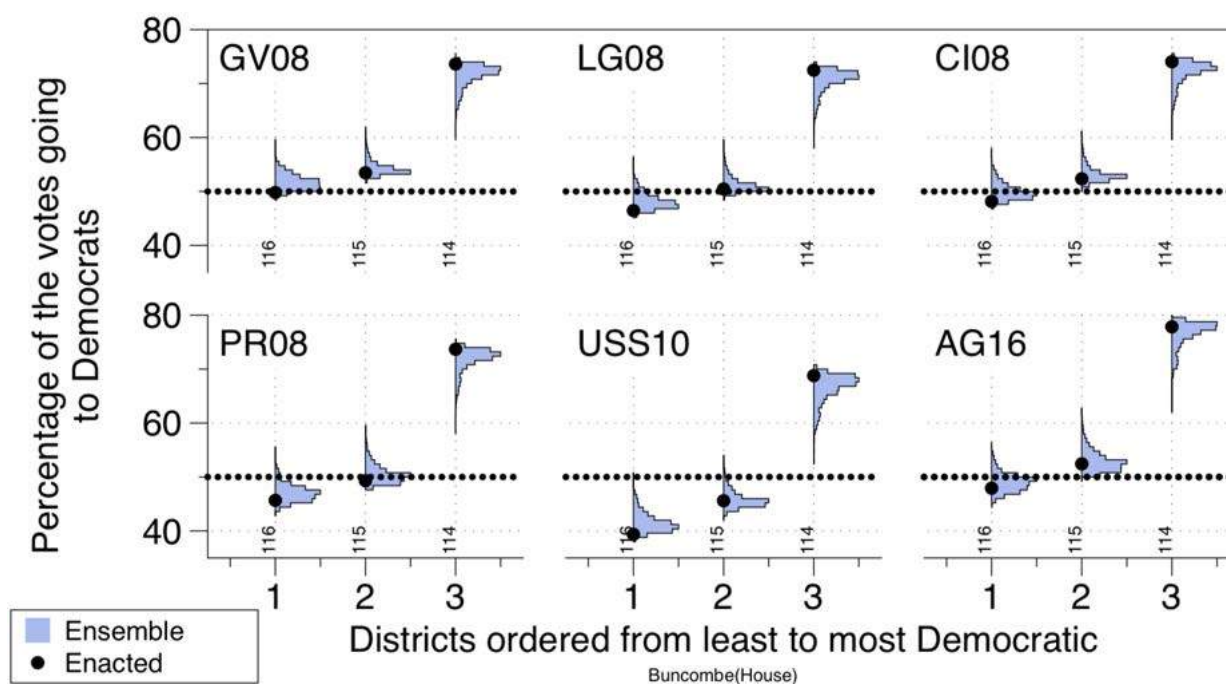 80
GV08
LG08
CI08
60
40
116
115
114
116
115
114
116
115
114
80
PR08
USS10
AG16
60
40
116
115
114
116
115
114
116
115
114
1
2
3
1
2
3
1
2
3
Percentage of the votes going
to Democrats
Ensemble
Enacted
Districts ordered from least to most Democratic
Buncombe(House)